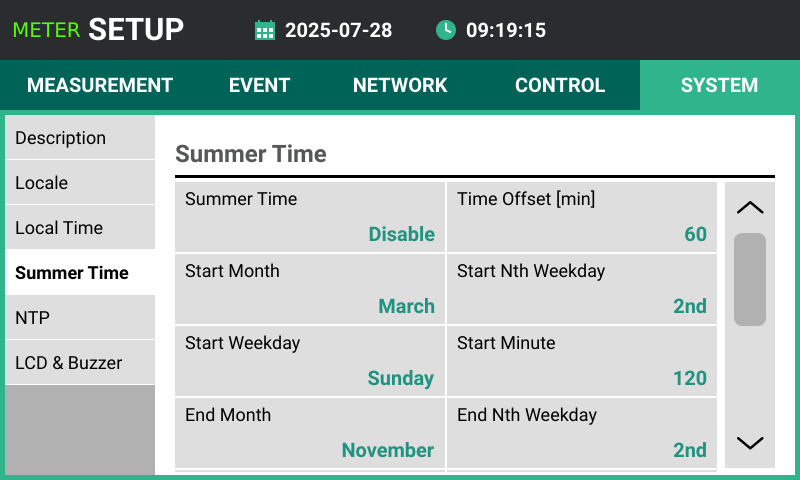 METER SETUP 2025-07-28 09:19:15
MEASUREMENT EVENT NETWORK CONTROL SYSTEM
Description
Locale
Local Time
Summer Time
NTP
LCD & Buzzer
Summer Time
Summer Time Time Offset [min]
Disable 60
Start Month Start Nth Weekday
March 2nd
Start Weekday Start Minute
Sunday 120
End Month End Nth Weekday
November 2nd